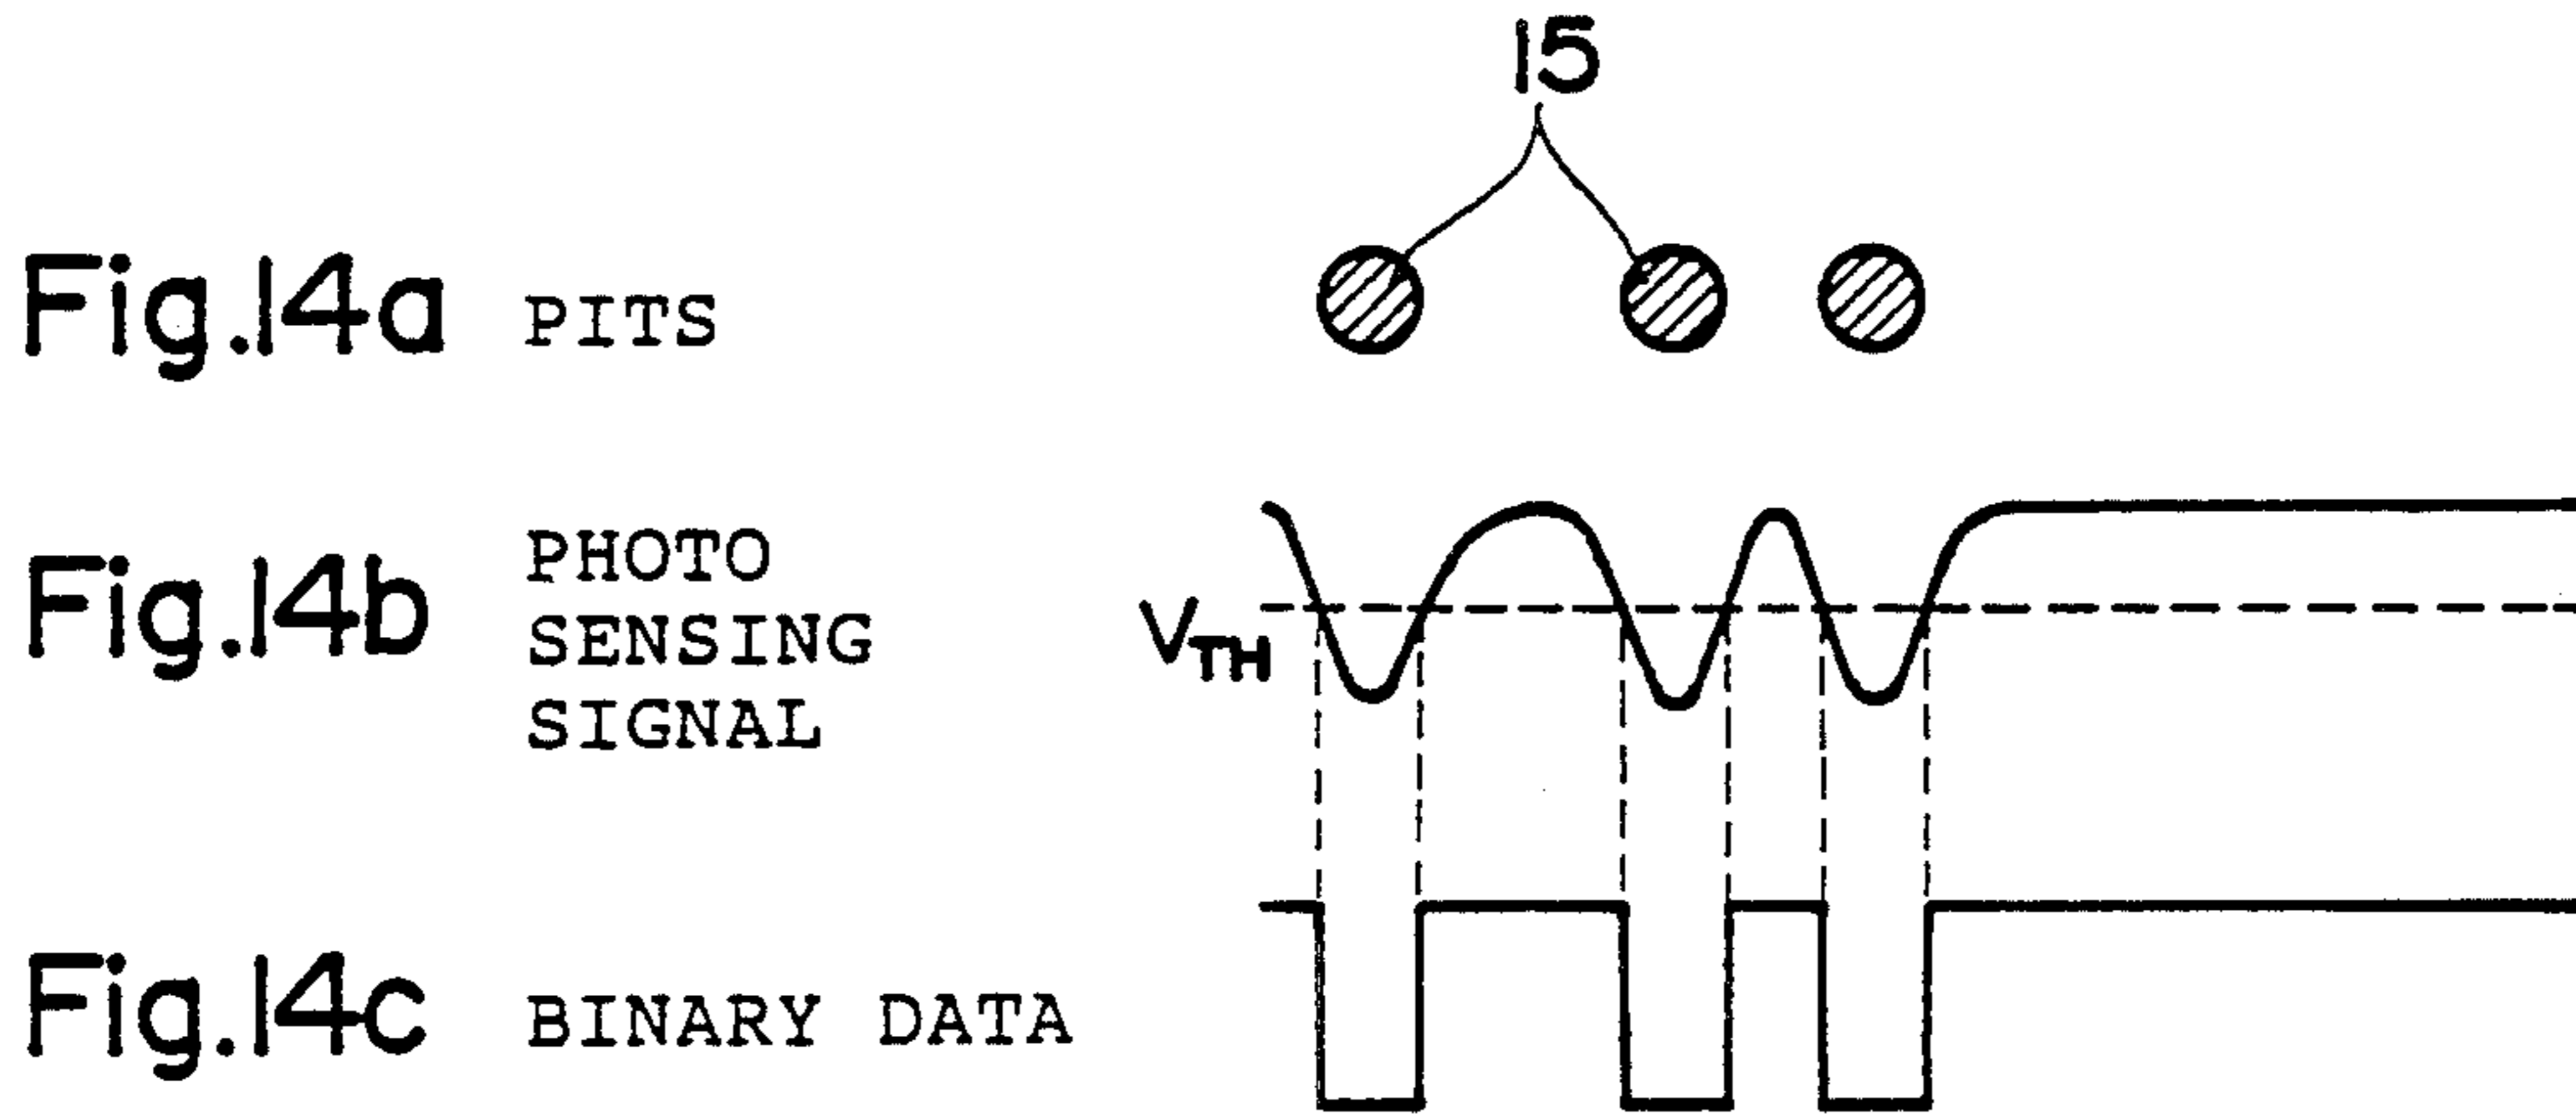 15
Fig.14a PITS
Fig.14b PHOTO
SENSING
SIGNAL
VTH
Fig.14c BINARY DATA